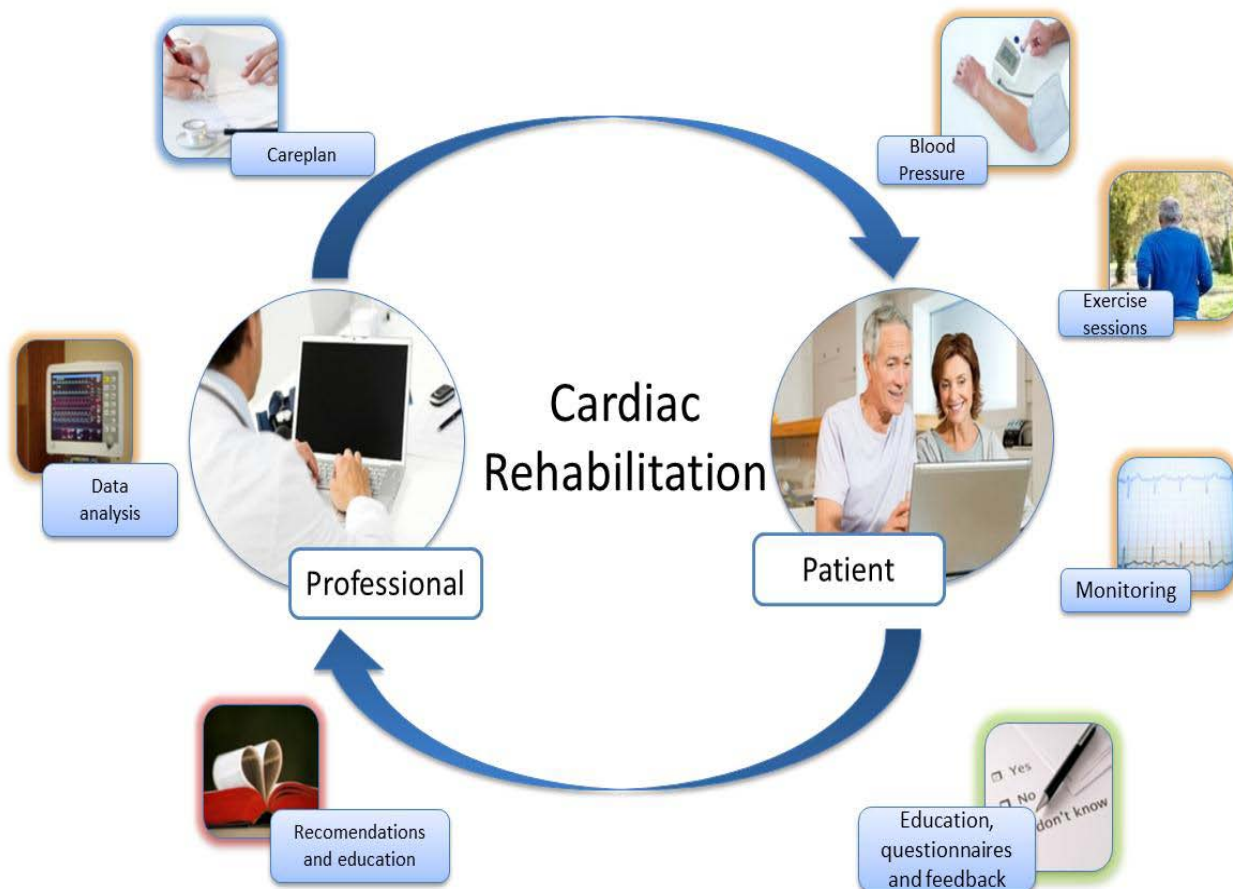 Careplan
Blood
Pressure
Exercise
sessions
Data
analysis
Cardiac
Rehabilitation
Professional
Patient
Monitoring
Recomendations
and education
Yes
No
don't know
Education,
questionnaires
and feedback